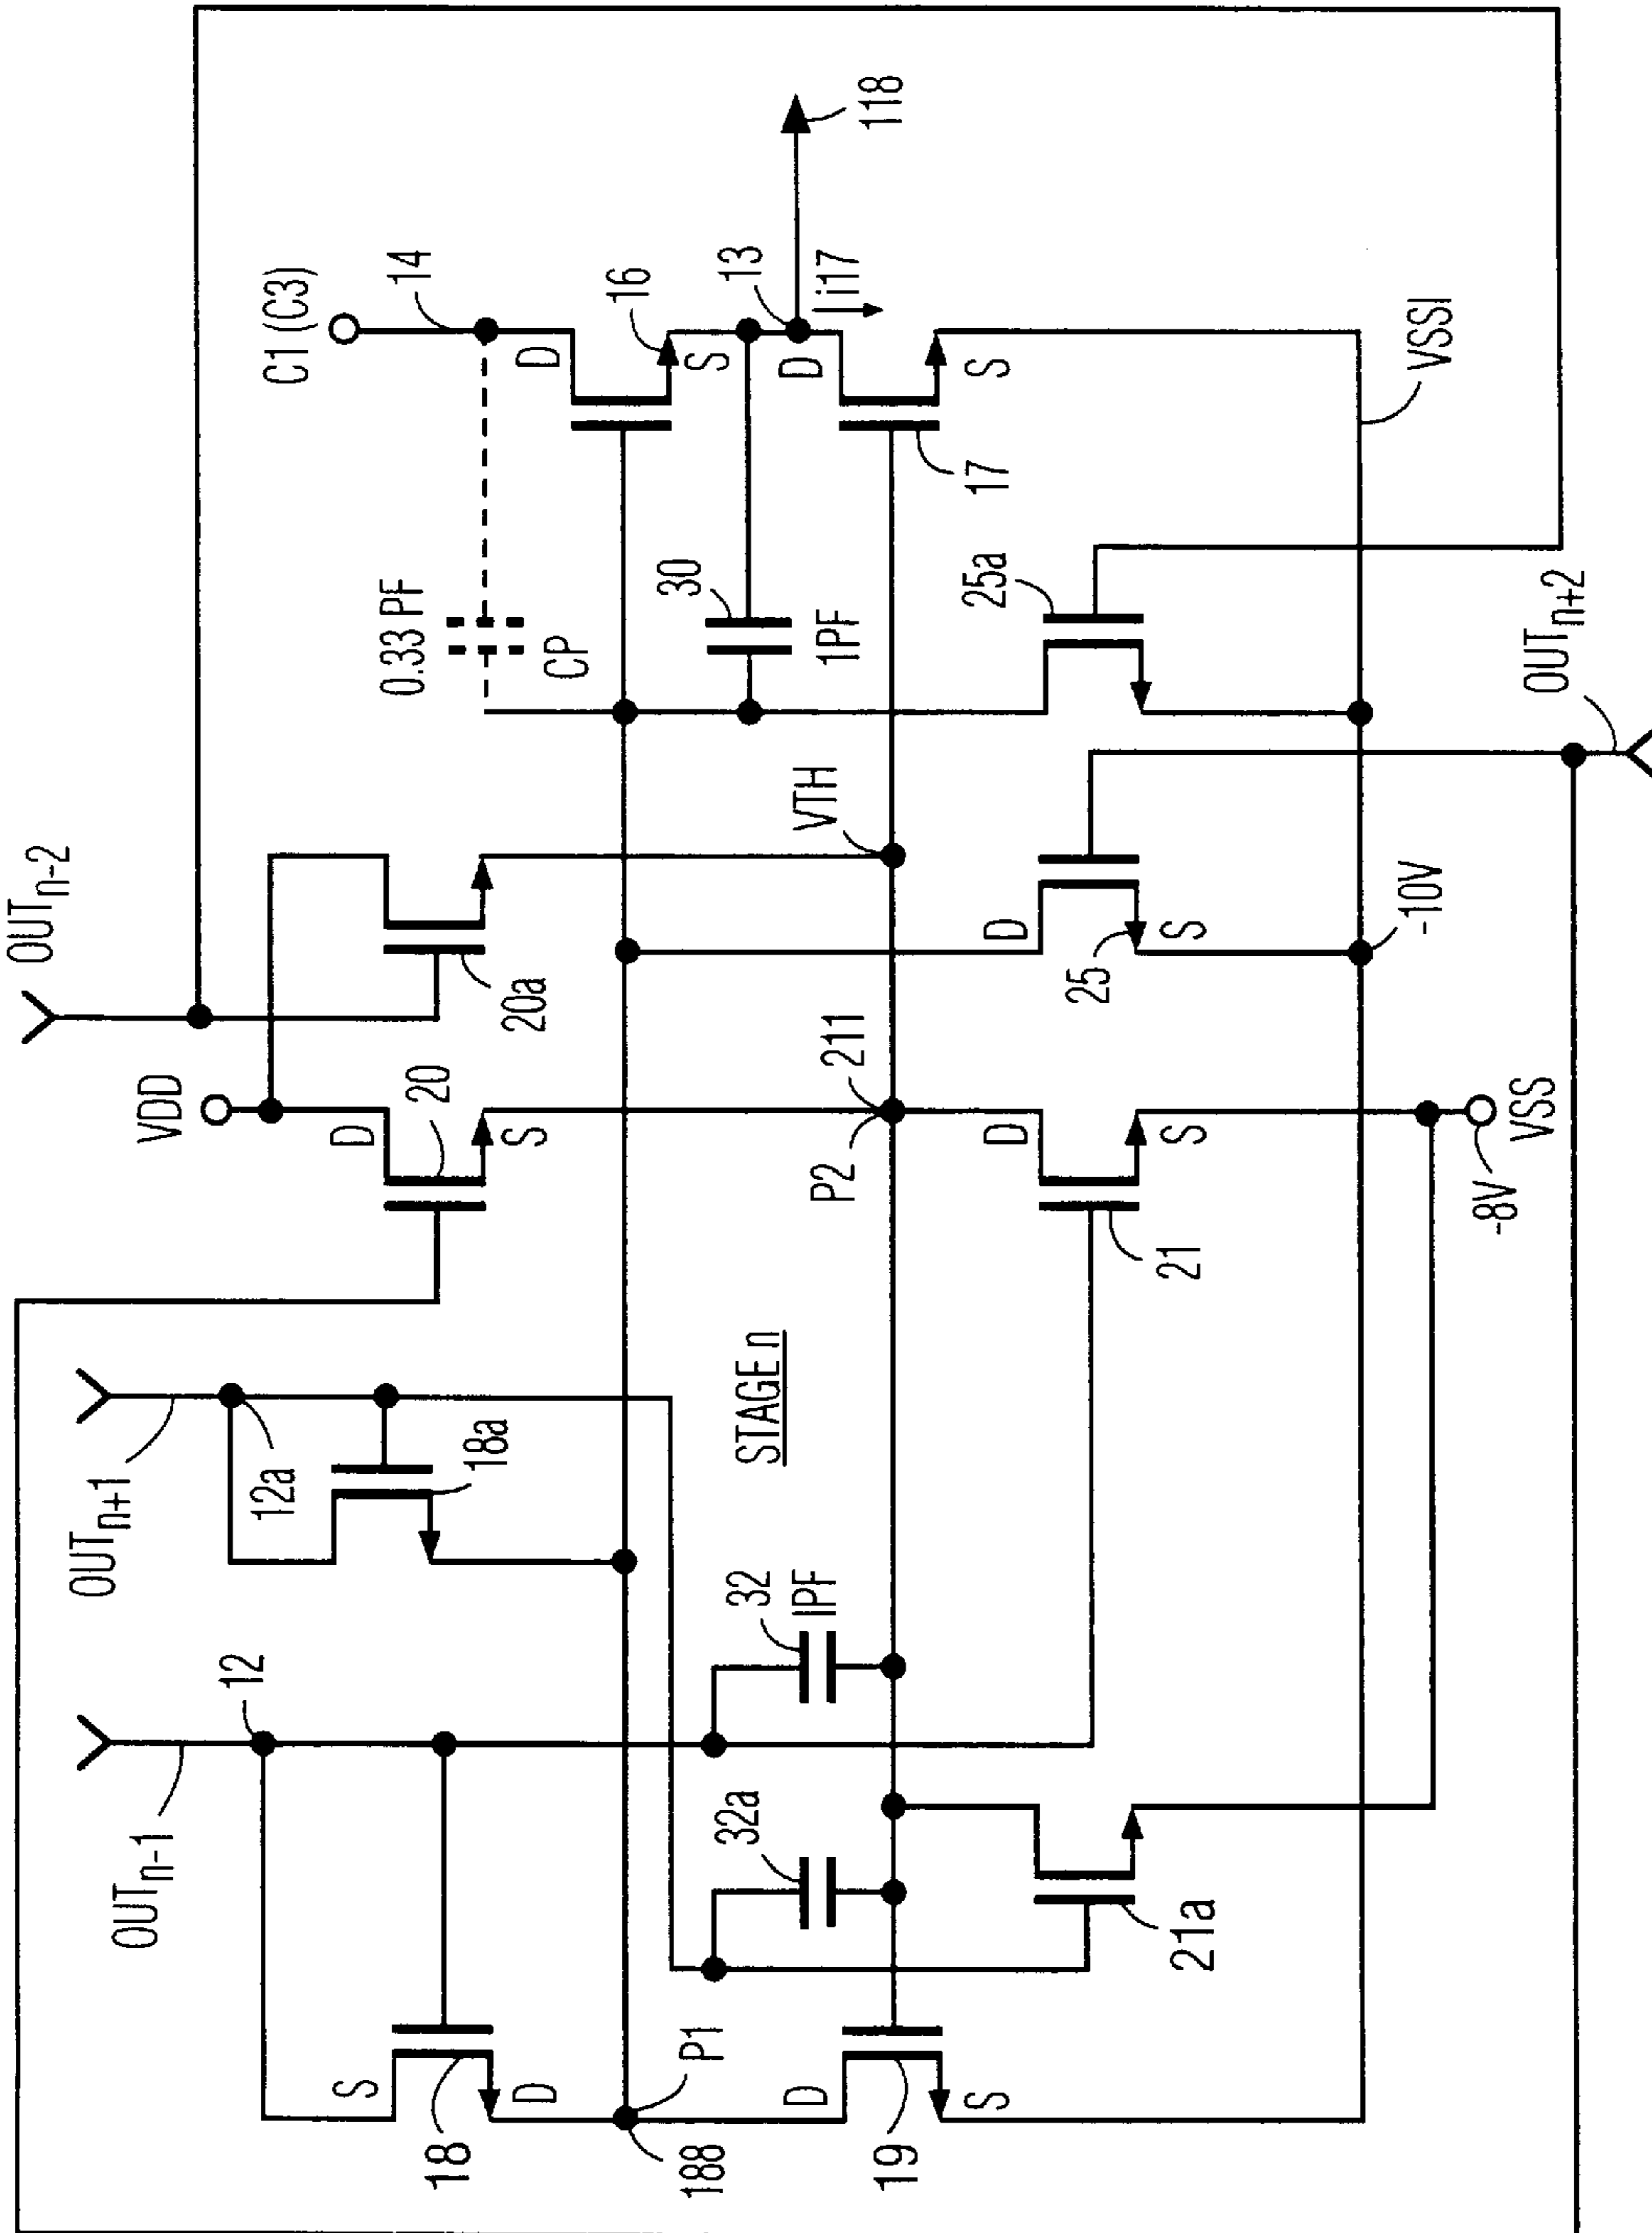 OUTn-2
VDD
OUTn+1
OUTn-1
12
12a
18a
20
20a
C1 (C3)
14
0.33 PF
CP
D
S
16
30
1PF
13
118
i17
D
S
17
25a
VTH
D
S
D
S
25
-10V
VSSI
OUTn+2
P2
211
D
S
21
-8V
VSS
STAGE n
32
IPF
32a
21a
S
D
18
P1
188
D
S
19